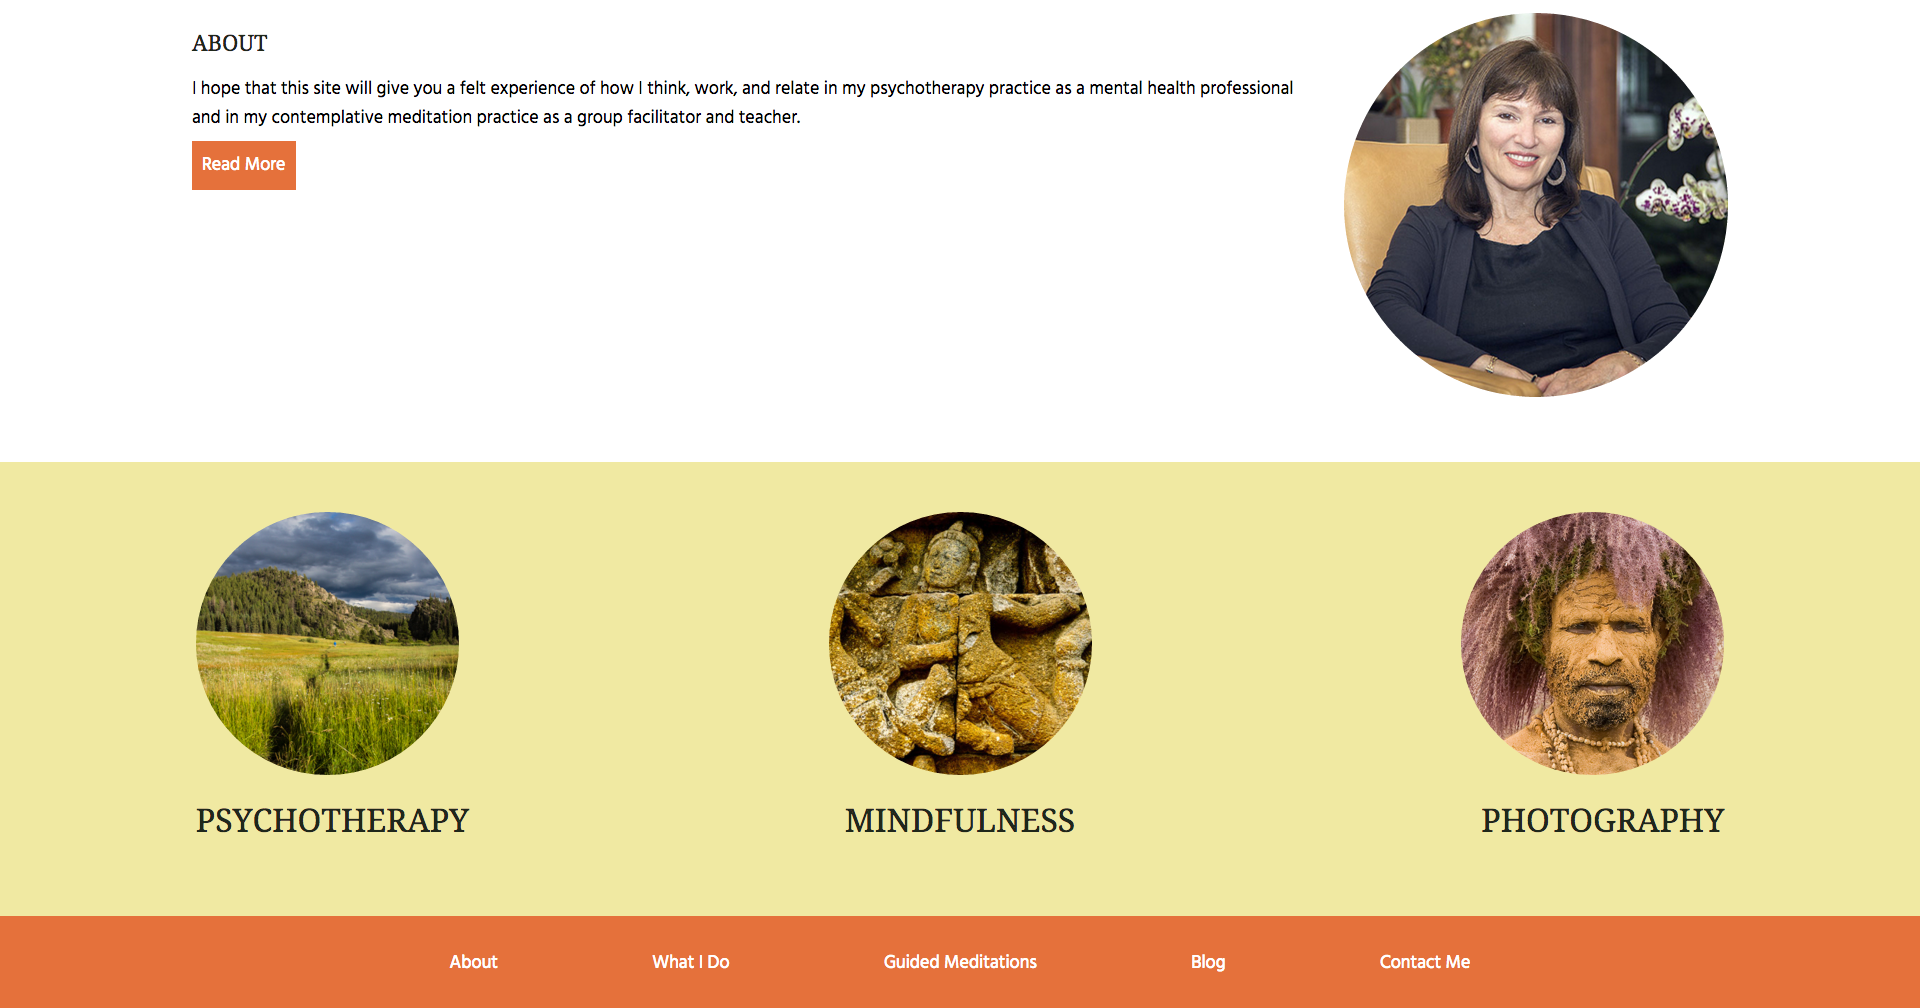 ABOUT
I hope that this site will give you a felt experience of how I think, work, and relate in my psychotherapy practice as a mental health professional
and in my contemplative meditation practice as a group facilitator and teacher.
Read More
PSYCHOTHERAPY
MINDFULNESS
PHOTOGRAPHY
About
What I Do
Guided Meditations
Blog
Contact Me